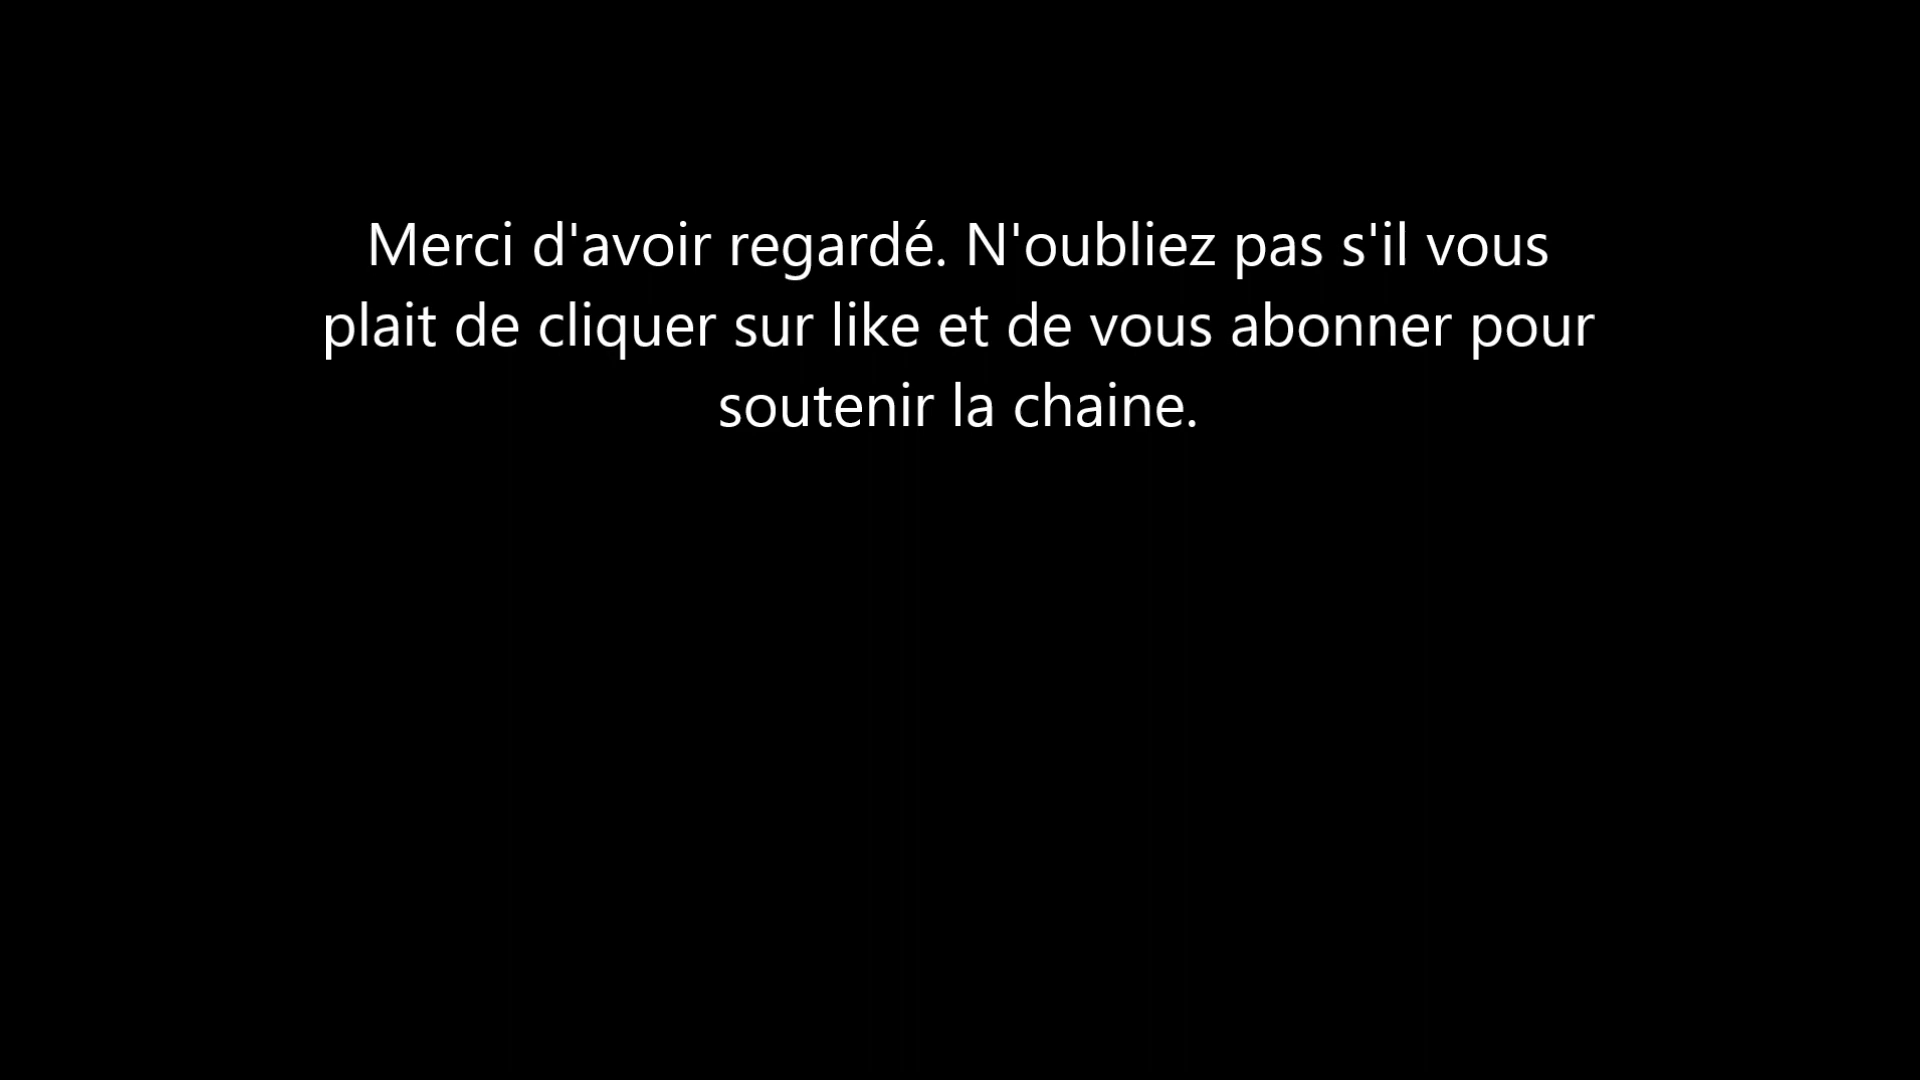 Merci d'avoir regardé. N'oubliez pas s'il vous
plait de cliquer sur like et de vous abonner pour
soutenir la chaine.